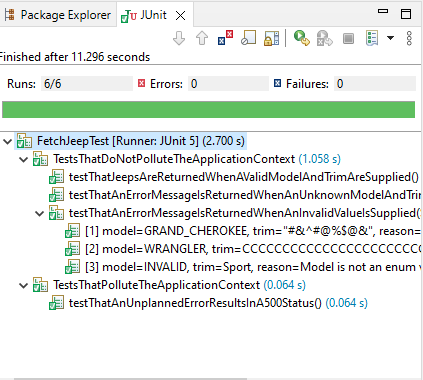 Package Explorer JUnit
Finished after 11.296 seconds
Runs: 6/6 Errors: 0 Failures: 0
FetchJeepTest [Runner: JUnit 5] (2.700 s)
TestsThatDoNotPolluteTheApplicationContext (1.058 s)
testThatJeepsAreReturnedWhenAValidModelAndTrimAreSupplied()
testThatAnErrorMessageIsReturnedWhenAnUnknownModelAndTri
testThatAnErrorMessageIsReturnedWhenAnInvalidValueIsSupplied(S
[1] model=GRAND_CHEROKEE, trim="#&^#@%$@&", reason=
[2] model=WRANGLER, trim=CCCCCCCCCCCCCCCCCCCCCCC
[3] model=INVALID, trim=Sport, reason=Model is not an enum v
TestsThatPolluteTheApplicationContext (0.064 s)
testThatAnUnplannedErrorResultsInA500Status() (0.064 s)